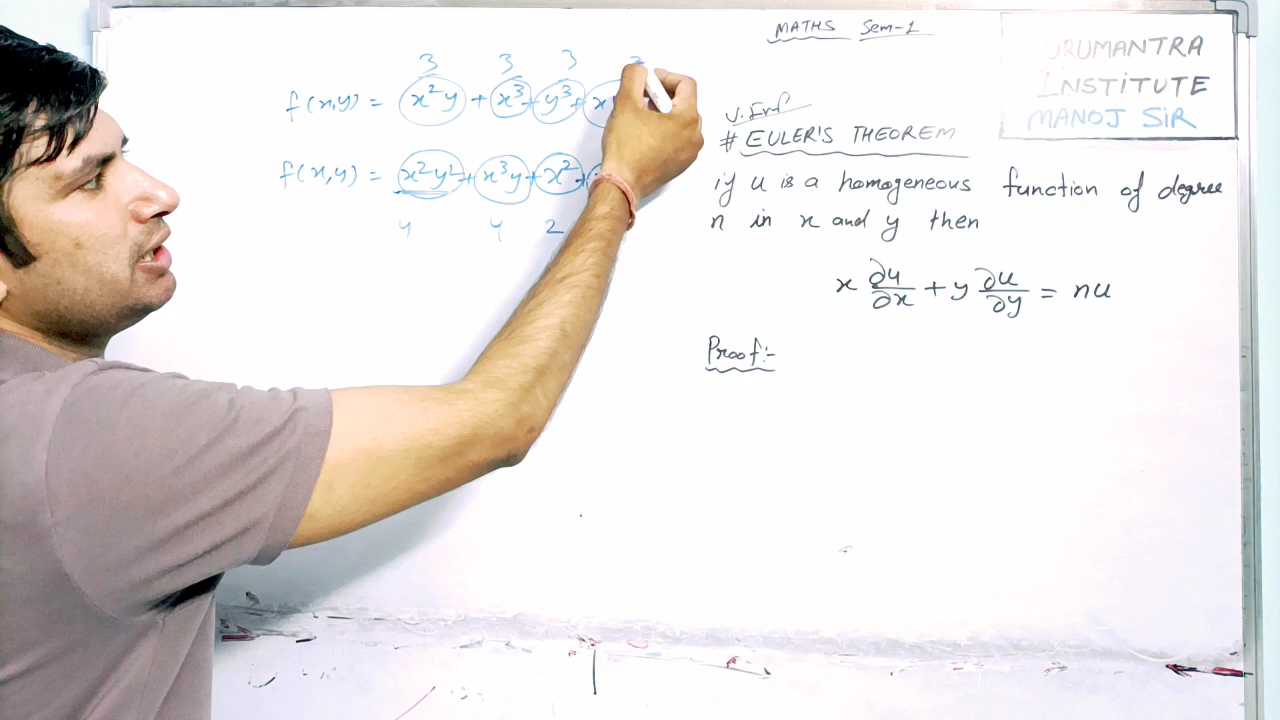 MATHS Sem-1
URUMANTRA
INSTITUTE
MANOJ SIR
3 3 3
f(x,y) = x²y + x³ + y³ + x
f(x,y) = x²y² + x³y + x² +
4 4 2
V. Imp
# EULER'S THEOREM
if u is a homogeneous function of degree
n in x and y then
x ∂u/∂x + y ∂u/∂y = nu
Proof:-